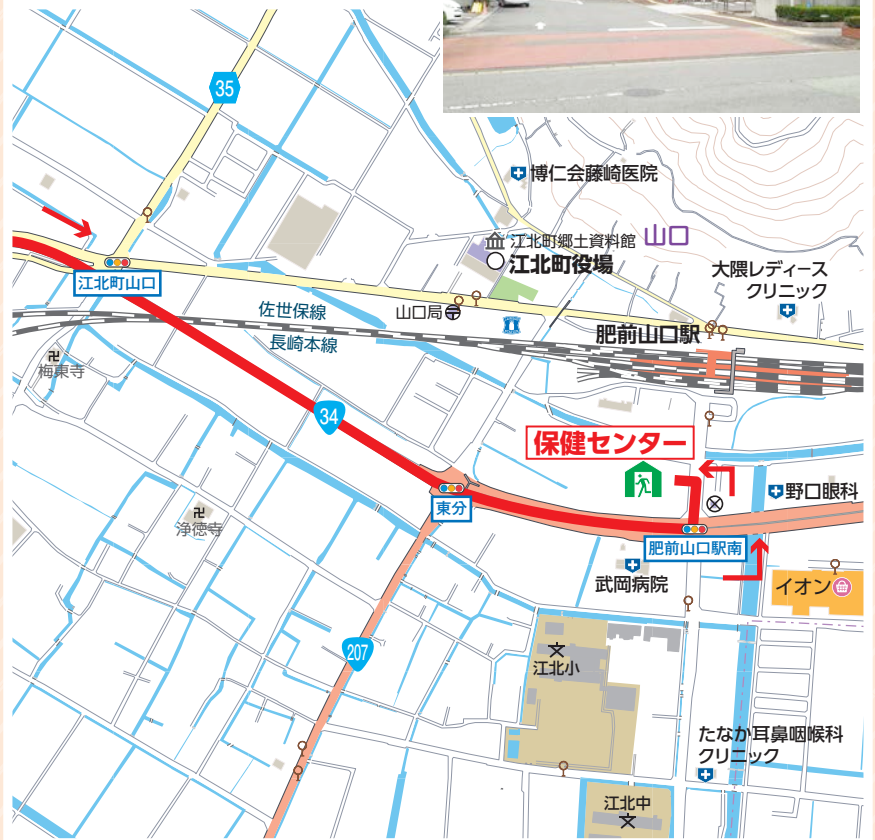 35
博仁会藤崎医院
江北町郷土資料館
山口
江北町役場
大隈レディース
クリニック
江北町山口
佐世保線
山口局
長崎本線
肥前山口駅
梅東寺
34
保健センター
野口眼科
東分
浄徳寺
肥前山口駅南
武岡病院
イオン
207
江北小
たなか耳鼻咽喉科
クリニック
江北中